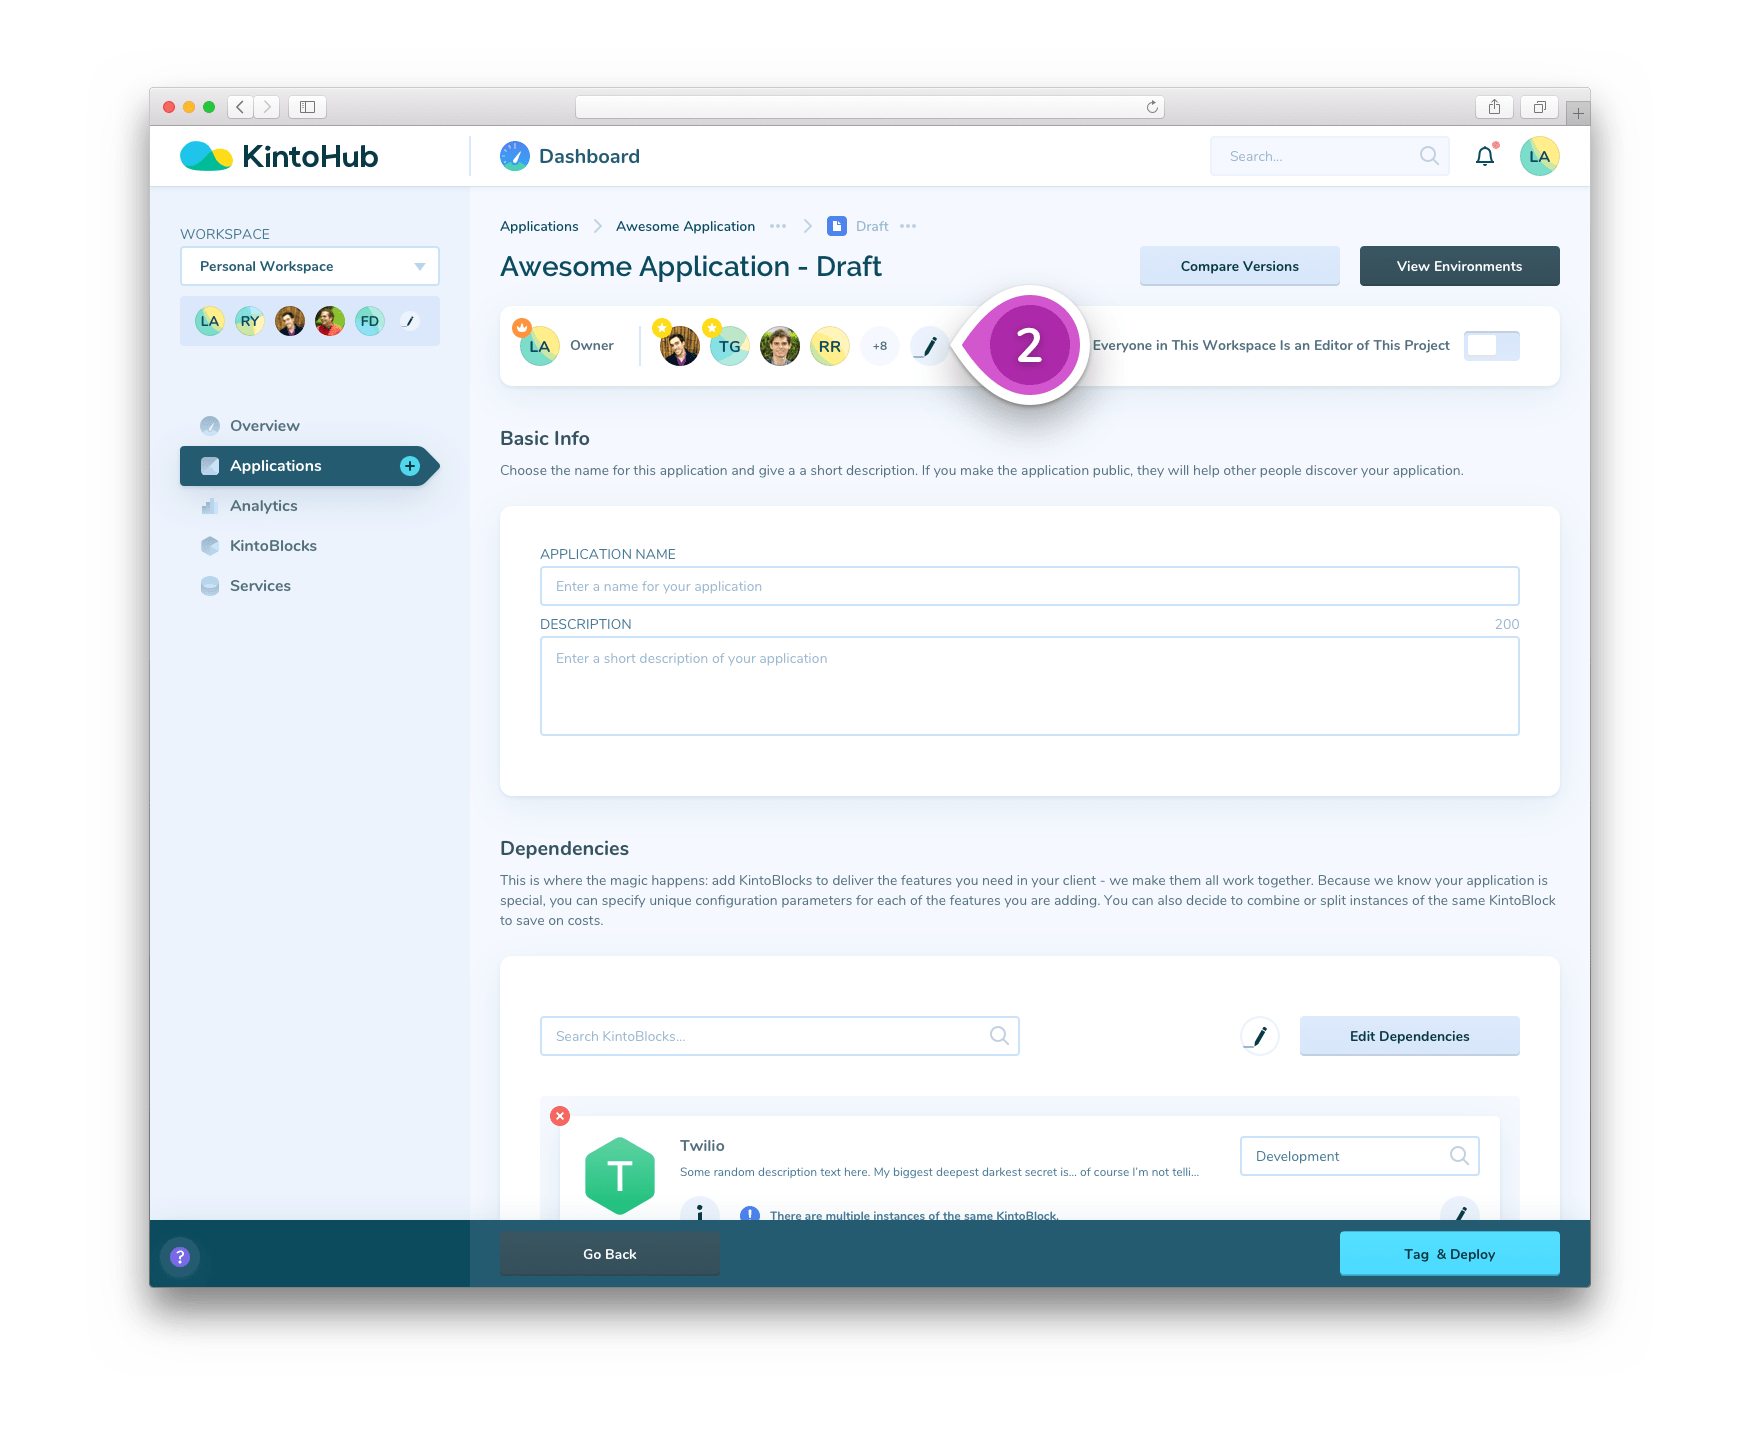 KintoHub
Dashboard
Search...
LA
WORKSPACE
Personal Workspace
LA
RY
FD
Overview
Applications
Analytics
KintoBlocks
Services
Applications
Awesome Application
Draft
Awesome Application - Draft
Compare Versions
View Environments
LA
Owner
TG
RR
+8
2
Everyone in This Workspace Is an Editor of This Project
Basic Info
Choose the name for this application and give a a short description. If you make the application public, they will help other people discover your application.
APPLICATION NAME
Enter a name for your application
DESCRIPTION
200
Enter a short description of your application
Dependencies
This is where the magic happens: add KintoBlocks to deliver the features you need in your client - we make them all work together. Because we know your application is
special, you can specify unique configuration parameters for each of the features you are adding. You can also decide to combine or split instances of the same KintoBlock
to save on costs.
Search KintoBlocks...
Edit Dependencies
T
Twilio
Some random description text here. My biggest deepest darkest secret is... of course I'm not telli...
Development
i
!
There are multiple instances of the same KintoBlock.
?
Go Back
Tag & Deploy